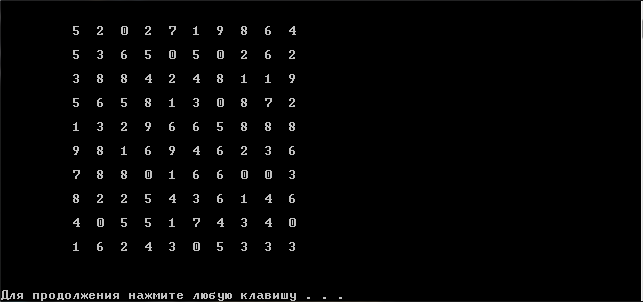 5 2 0 2 7 1 9 8 6 4
5 3 6 5 0 5 0 2 6 2
3 8 8 4 2 4 8 1 1 9
5 6 5 8 1 3 0 8 7 2
1 3 2 9 6 6 5 8 8 8
9 8 1 6 9 4 6 2 3 6
7 8 8 0 1 6 6 0 0 3
8 2 2 5 4 3 6 1 4 6
4 0 5 5 1 7 4 3 4 0
1 6 2 4 3 0 5 3 3 3
Для продолжения нажмите любую клавишу . . .